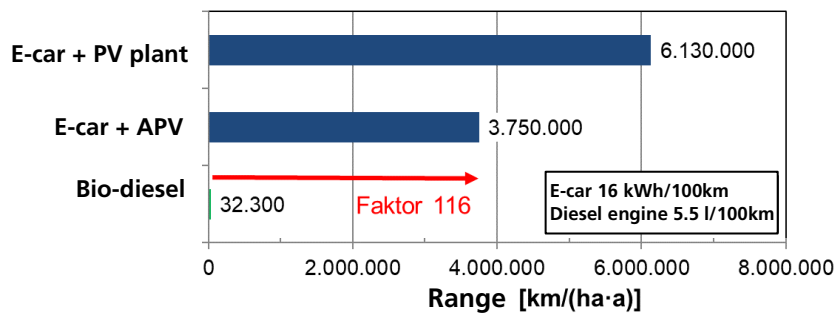 E-car + PV plant
6.130.000
E-car + APV
3.750.000
Bio-diesel
32.300
Faktor 116
E-car 16 kWh/100km
Diesel engine 5.5 l/100km
0
2.000.000
4.000.000
6.000.000
8.000.000
Range [km/(ha·a)]